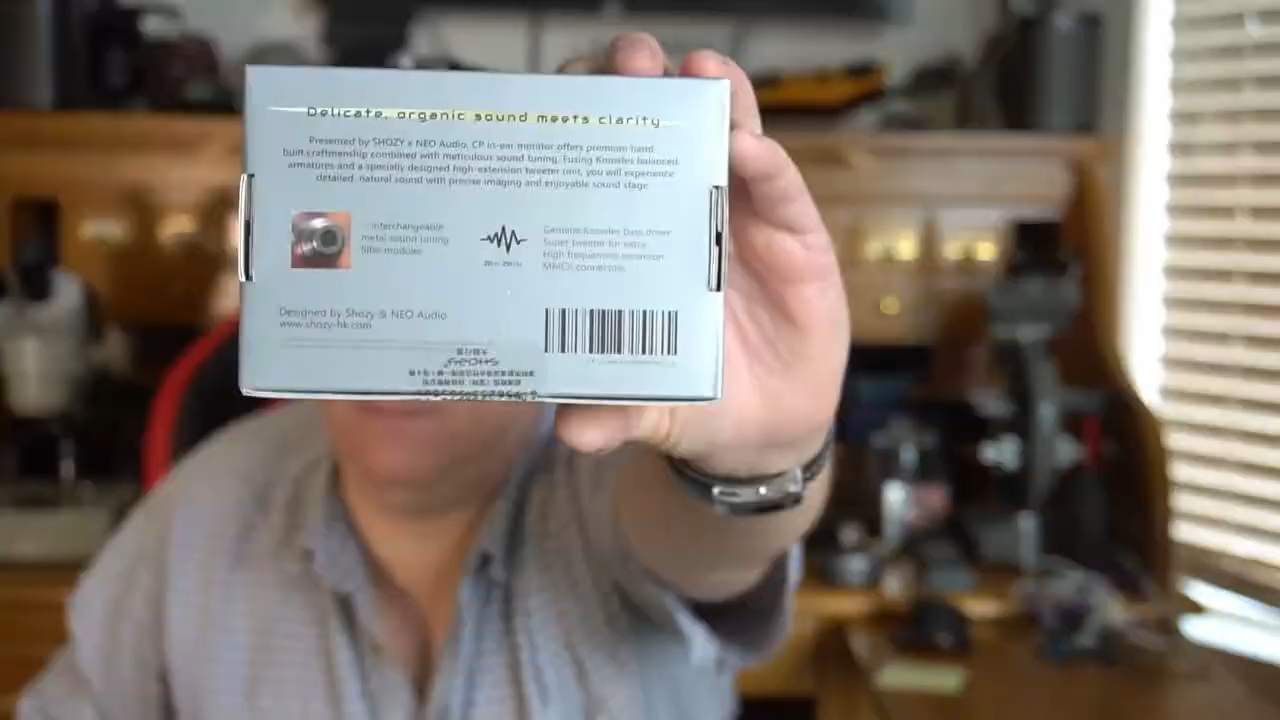 Delicate, organic sound meets clarity
Presented by SHOZY x NEO Audio, CP in-ear monitor offers premium hand
built craftmenship combined with meticulous sound tuning. Fusing Knowles balanced
armatures and a specially designed high-extension tweeter unit, you will experience
detailed, natural sound with precise imaging and enjoyable sound stage
interchangeable
metal sound tuning
filter modules
Genuine Knowles bass driver
Super tweeter for extra
High frequencies extension
MMCX connectors
Designed by Shozy & NEO Audio
www.shozy-hk.com
SHOZY